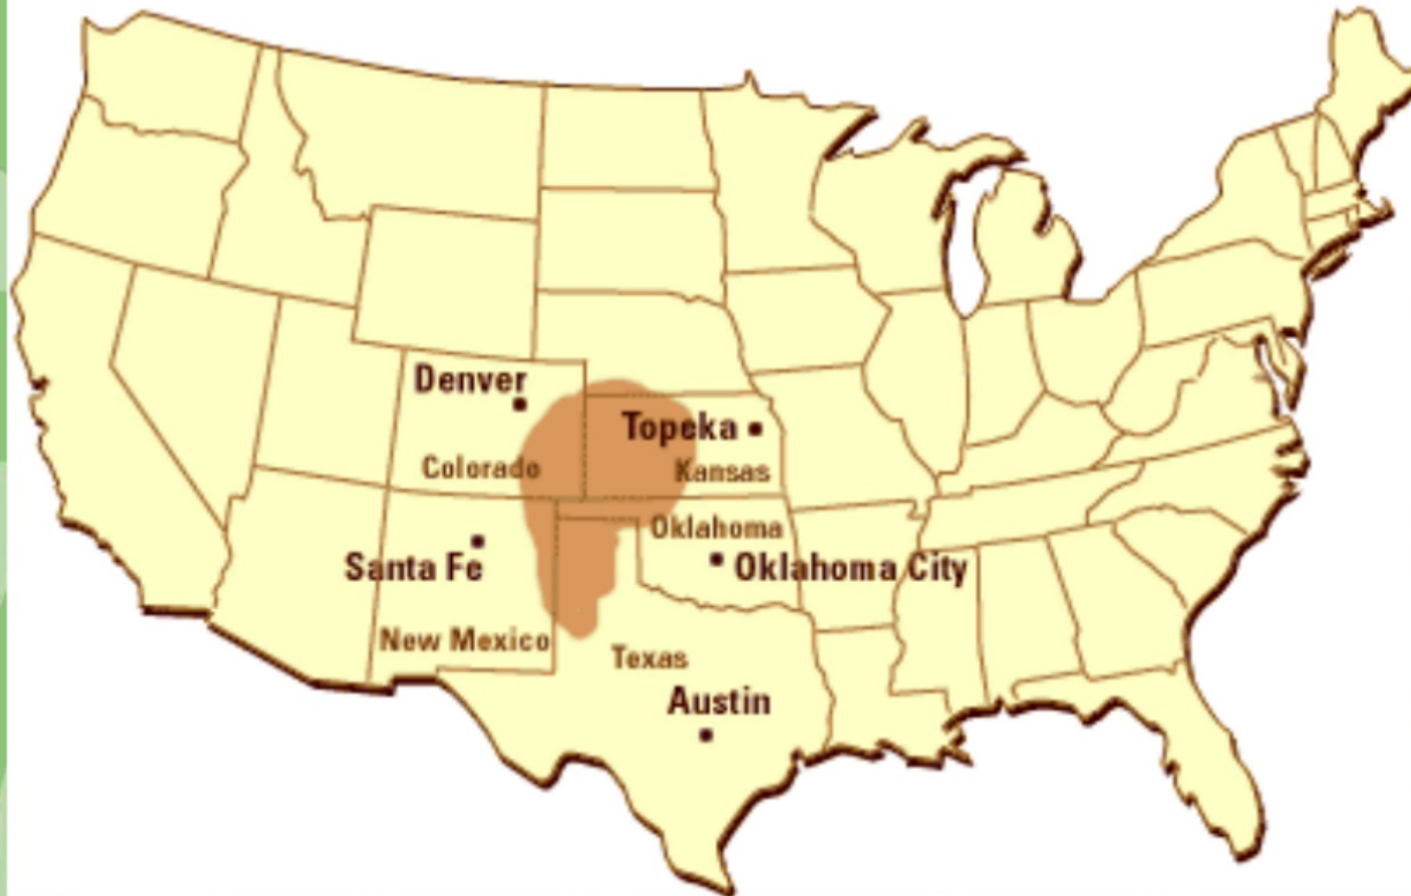 Denver
Topeka
Colorado
Kansas
Oklahoma
Santa Fe
Oklahoma City
New Mexico
Texas
Austin